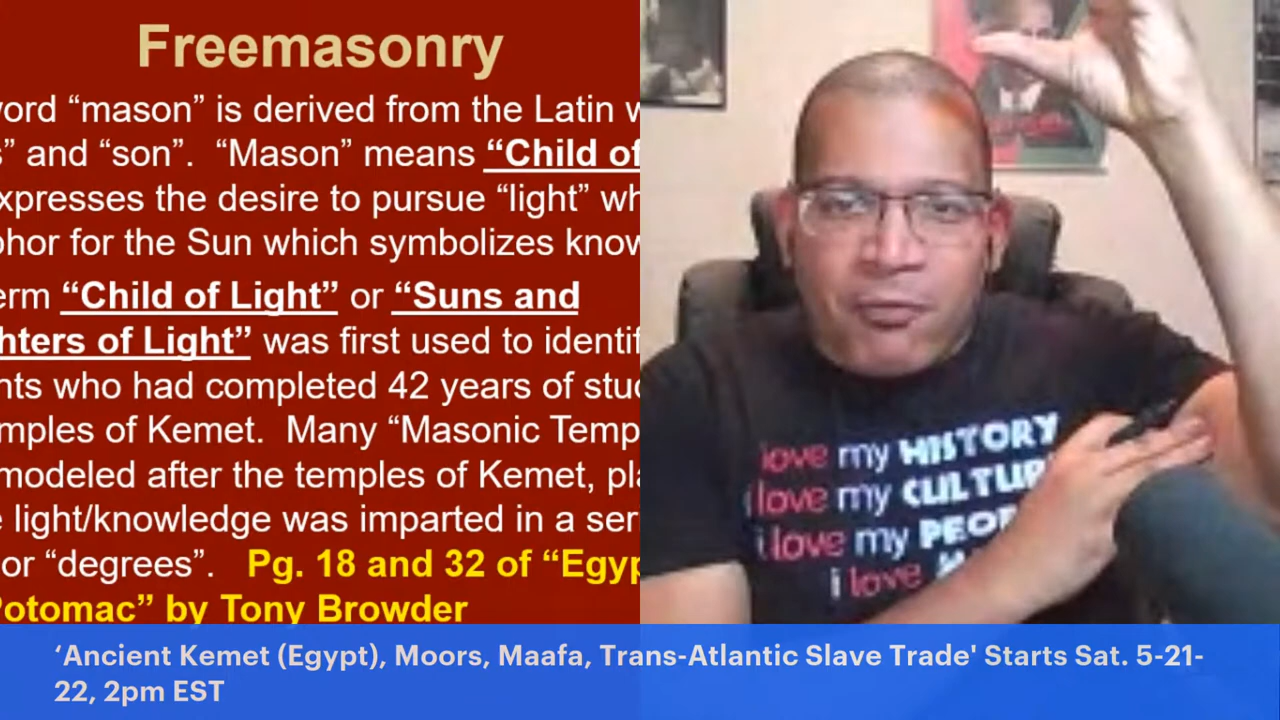 Freemasonry
word “mason” is derived from the Latin w
s” and “son”. “Mason” means “Child of
xpresses the desire to pursue “light” wh
phor for the Sun which symbolizes know
erm “Child of Light” or “Suns and
hters of Light” was first used to identif
nts who had completed 42 years of stu
mples of Kemet. Many “Masonic Temp
modeled after the temples of Kemet, pla
e light/knowledge was imparted in a ser
or “degrees”. Pg. 18 and 32 of “Egyp
Potomac” by Tony Browder
love my HISTORY
i love my CULTU
i love my PEOP
i love
‘Ancient Kemet (Egypt), Moors, Maafa, Trans-Atlantic Slave Trade' Starts Sat. 5-21-
22, 2pm EST